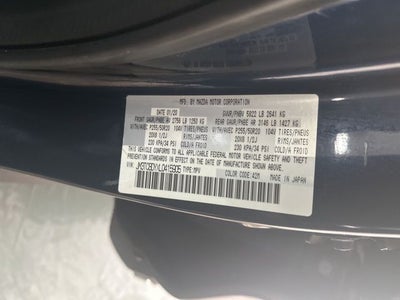 MFD. BY MAZDA MOTOR CORPORATION
DATE 01/20 GVWR/PNBV 5822 LB 2641 KG
FRONT GAWR/PNBE AV 2756 LB 1250 KG REAR GAWR/PNBE AR 3146 LB 1427 KG
WITH/AVEC P255/50R20 104V TIRES/PNEUS WITH/AVEC P255/50R20 104V TIRES/PNEUS
20X8 1/2J RIMS/JANTES 20X8 1/2J RIMS/JANTES
230 KPA/34 PSI COLD/A FROID 230 KPA/34 PSI COLD/A FROID
THIS VEHICLE CONFORMS TO ALL APPLICABLE FEDERAL MOTOR VEHICLE SAFETY AND THEFT
PREVENTION STANDARDS IN EFFECT ON THE DATE OF MANUFACTURE SHOWN ABOVE.
TYPE:MPV COLOR CODE:42M MADE IN JAPAN